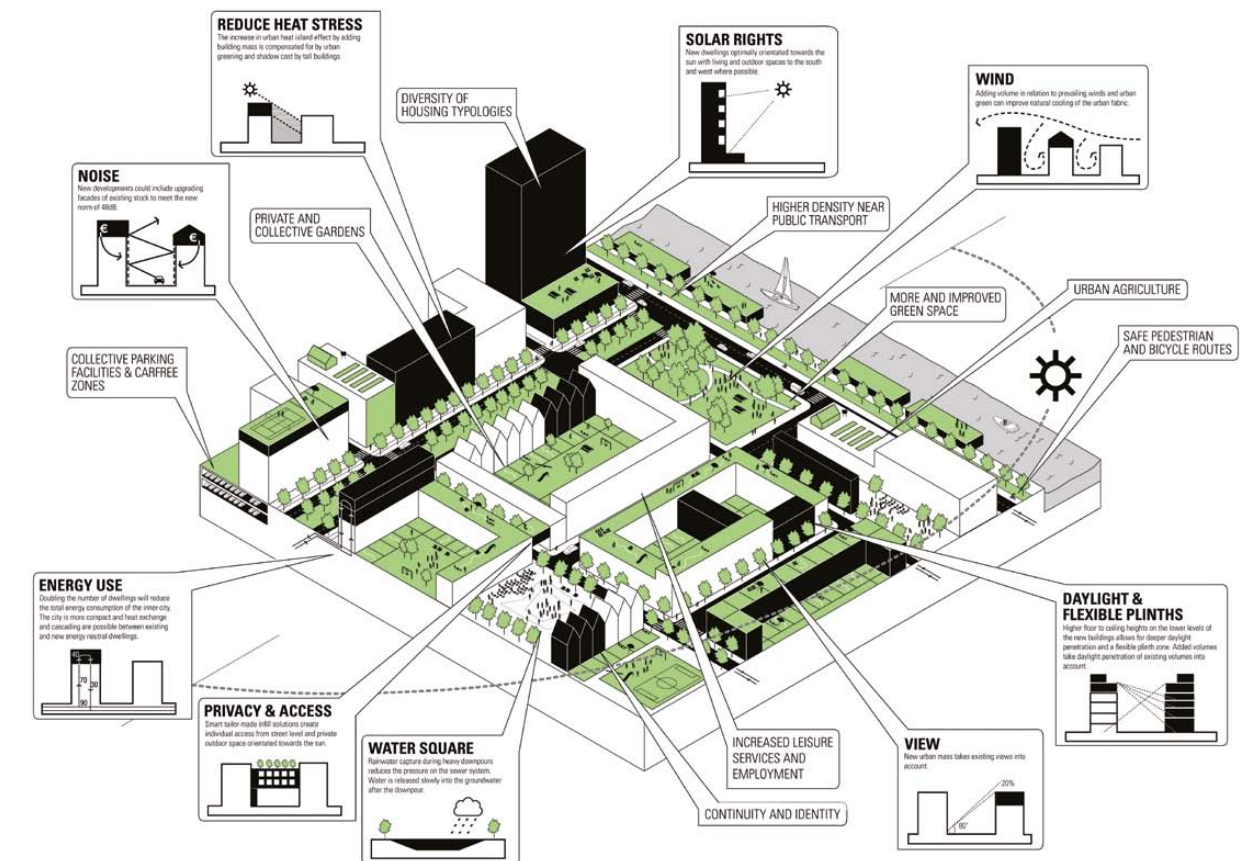 REDUCE HEAT STRESS
The increase in urban heat island effect by adding
building mass is compensated for by urban
greening and shadow cast by tall buildings.
SOLAR RIGHTS
New dwellings optimally orientated towards the
sun with living and outdoor spaces to the south
and west where possible.
WIND
Adding volume in relation to prevailing winds and urban
green can improve natural cooling of the urban fabric.
DIVERSITY OF
HOUSING TYPOLOGIES
NOISE
New developments could include upgrading
facades of existing stock to meet the new
norm of 48dB.
€
€
PRIVATE AND
COLLECTIVE GARDENS
HIGHER DENSITY NEAR
PUBLIC TRANSPORT
MORE AND IMPROVED
GREEN SPACE
URBAN AGRICULTURE
SAFE PEDESTRIAN
AND BICYCLE ROUTES
COLLECTIVE PARKING
FACILITIES & CARFREE
ZONES
ENERGY USE
Doubling the number of dwellings will reduce
the total energy consumption of the inner-city.
The city is more compact and heat exchange
and cascading are possible between existing
and new energy neutral dwellings.
40
70
30
90
DAYLIGHT &
FLEXIBLE PLINTHS
Higher floor to ceiling heights on the lower levels of
the new buildings allows for deeper daylight
penetration and a flexible plinth zone. Added volumes
take daylight penetration of existing volumes into
account.
PRIVACY & ACCESS
Smart tailor-made infill solutions create
individual access from street level and private
outdoor space orientated towards the sun.
WATER SQUARE
Rainwater capture during heavy downpours
reduces the pressure on the sewer system.
Water is released slowly into the groundwater
after the downpour.
INCREASED LEISURE
SERVICES AND
EMPLOYMENT
CONTINUITY AND IDENTITY
VIEW
New urban mass takes existing views into
account.
20%
80°